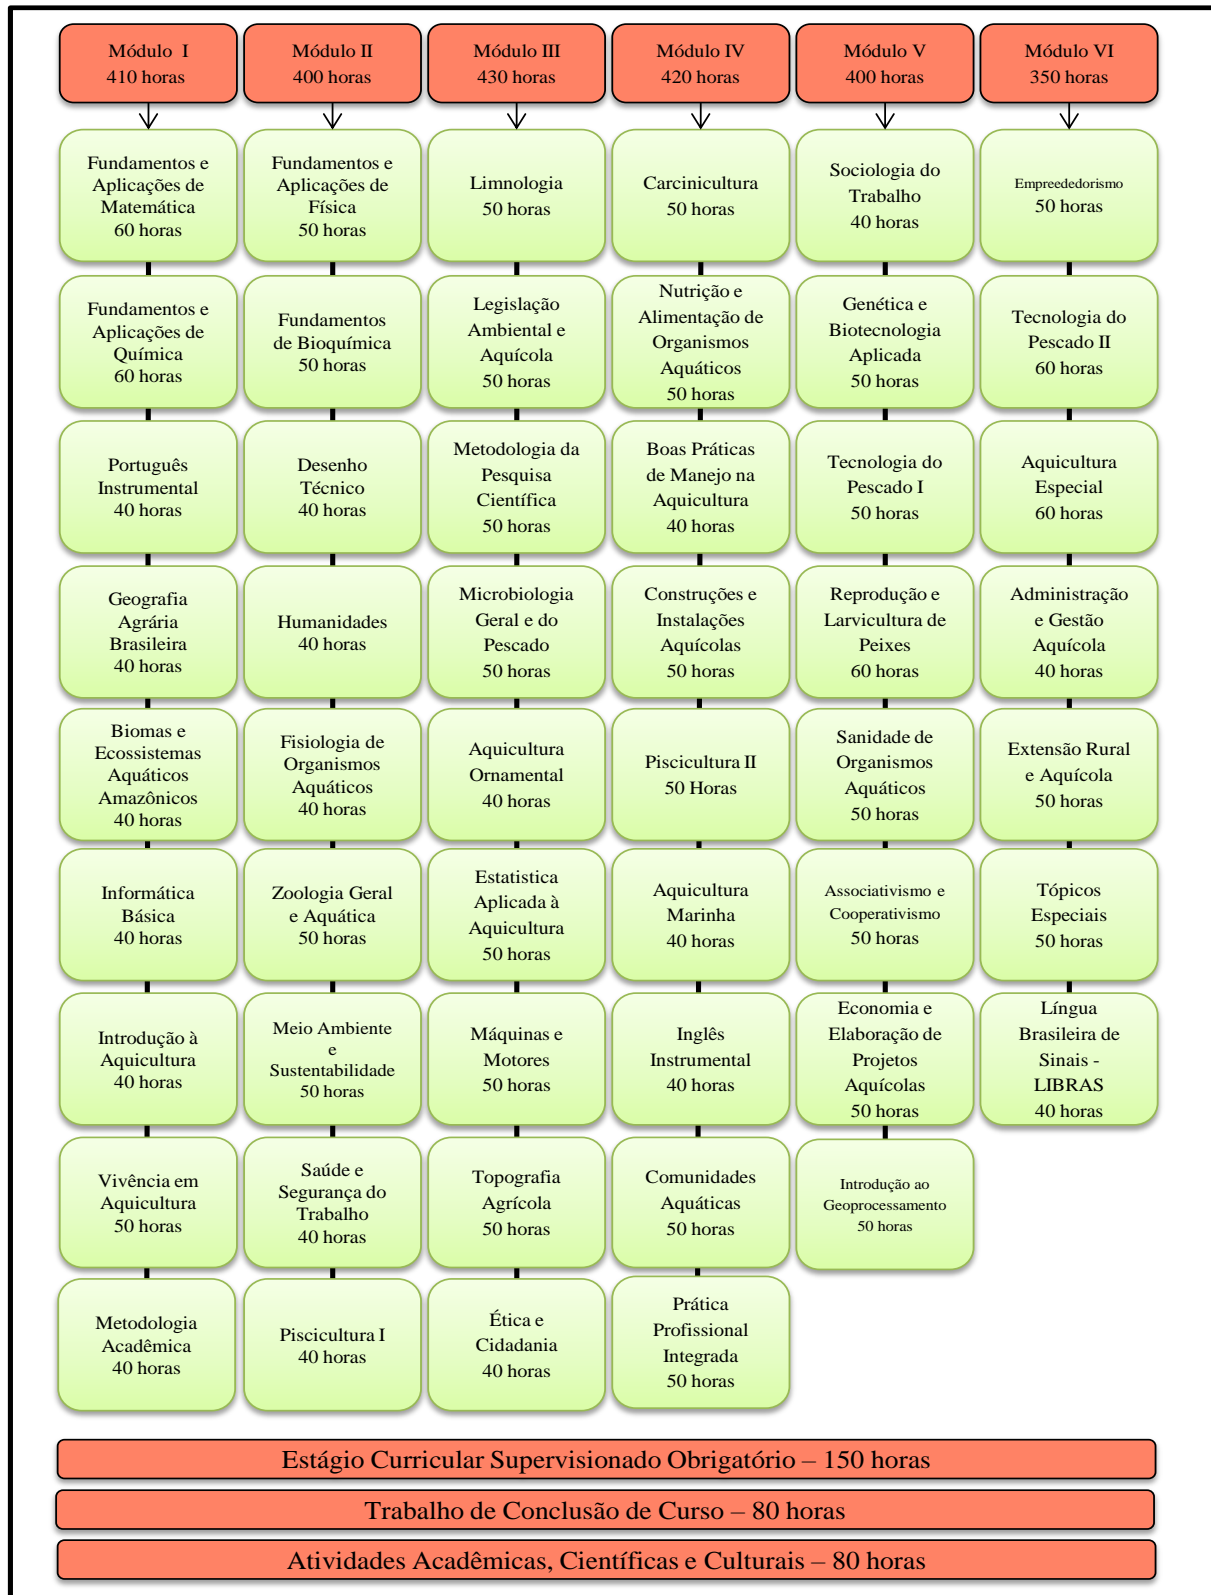 Módulo I
410 horas
Módulo II
400 horas
Módulo III
430 horas
Módulo IV
420 horas
Módulo V
400 horas
Módulo VI
350 horas
Fundamentos e
Aplicações de
Matemática
60 horas
Fundamentos e
Aplicações de
Física
50 horas
Limnologia
50 horas
Carcinicultura
50 horas
Sociologia do
Trabalho
40 horas
Empreededorismo
50 horas
Fundamentos e
Aplicações de
Química
60 horas
Fundamentos
de Bioquímica
50 horas
Legislação
Ambiental e
Aquícola
50 horas
Nutrição e
Alimentação de
Organismos
Aquáticos
50 horas
Genética e
Biotecnologia
Aplicada
50 horas
Tecnologia do
Pescado II
60 horas
Português
Instrumental
40 horas
Desenho
Técnico
40 horas
Metodologia da
Pesquisa
Científica
50 horas
Boas Práticas
de Manejo na
Aquicultura
40 horas
Tecnologia do
Pescado I
50 horas
Aquicultura
Especial
60 horas
Geografia
Agrária
Brasileira
40 horas
Humanidades
40 horas
Microbiologia
Geral e do
Pescado
50 horas
Construções e
Instalações
Aquícolas
50 horas
Reprodução e
Larvicultura de
Peixes
60 horas
Administração
e Gestão
Aquícola
40 horas
Biomas e
Ecossistemas
Aquáticos
Amazônicos
40 horas
Fisiologia de
Organismos
Aquáticos
40 horas
Aquicultura
Ornamental
40 horas
Piscicultura II
50 Horas
Sanidade de
Organismos
Aquáticos
50 horas
Extensão Rural
e Aquícola
50 horas
Informática
Básica
40 horas
Zoologia Geral
e Aquática
50 horas
Estatistica
Aplicada à
Aquicultura
50 horas
Aquicultura
Marinha
40 horas
Associativismo e
Cooperativismo
50 horas
Tópicos
Especiais
50 horas
Introdução à
Aquicultura
40 horas
Meio Ambiente
e
Sustentabilidade
50 horas
Máquinas e
Motores
50 horas
Inglês
Instrumental
40 horas
Economia e
Elaboração de
Projetos
Aquícolas
50 horas
Língua
Brasileira de
Sinais -
LIBRAS
40 horas
Vivência em
Aquicultura
50 horas
Saúde e
Segurança do
Trabalho
40 horas
Topografia
Agrícola
50 horas
Comunidades
Aquáticas
50 horas
Introdução ao
Geoprocessamento
50 horas
Metodologia
Acadêmica
40 horas
Piscicultura I
40 horas
Ética e
Cidadania
40 horas
Prática
Profissional
Integrada
50 horas
Estágio Curricular Supervisionado Obrigatório – 150 horas
Trabalho de Conclusão de Curso – 80 horas
Atividades Acadêmicas, Científicas e Culturais – 80 horas